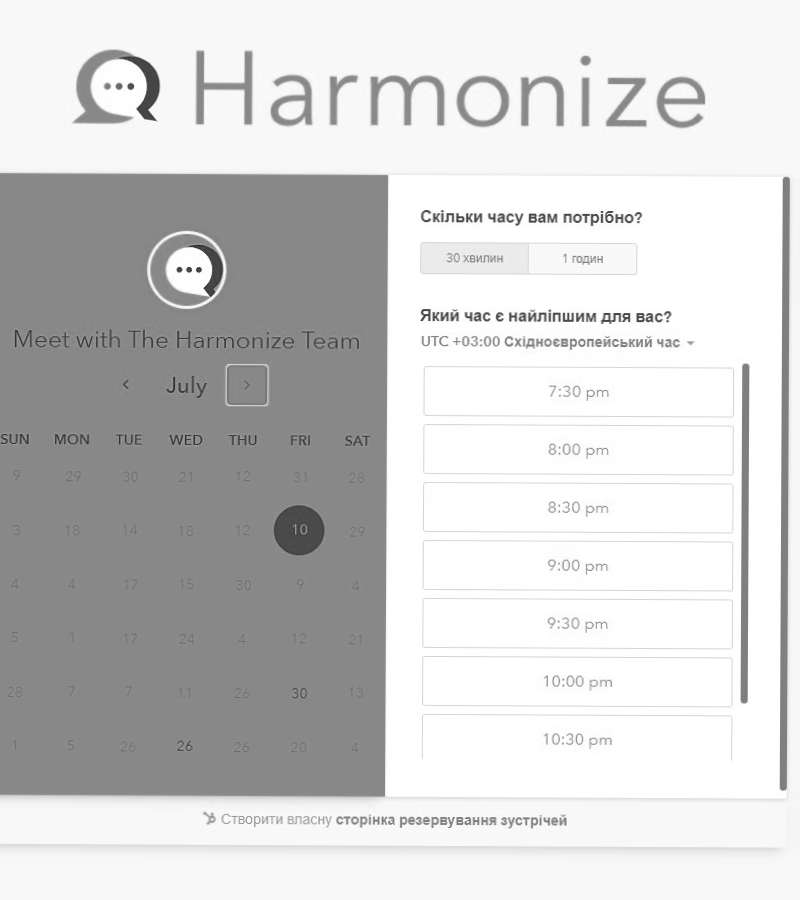 Harmonize
Meet with The Harmonize Team
July
SUN MON TUE WED THU FRI SAT
9 29 30 21 12 31 28
3 18 14 18 12 10 29
4 4 17 15 30 9 4
5 1 17 24 4 12 21
28 7 7 11 26 30 13
1 5 26 26 26 20 4
Скільки часу вам потрібно?
30 хвилин 1 годин
Який час є найліпшим для вас?
UTC +03:00 Східноєвропейський час
7:30 pm
8:00 pm
8:30 pm
9:00 pm
9:30 pm
10:00 pm
10:30 pm
Створити власну сторінка резервування зустрічей